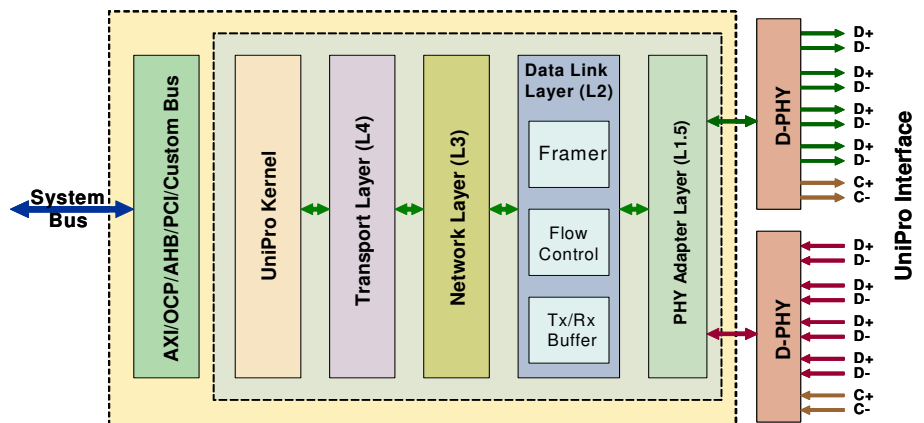 System
Bus
AXI/OCP/AHB/PCI/Custom Bus
UniPro Kernel
Transport Layer (L4)
Network Layer (L3)
Data Link
Layer (L2)
Framer
Flow
Control
Tx/Rx
Buffer
PHY Adapter Layer (L1.5)
D-PHY
D+
D-
D+
D-
D+
D-
D+
D-
C+
C-
D-PHY
D+
D-
D+
D-
D+
D-
D+
D-
C+
C-
UniPro Interface